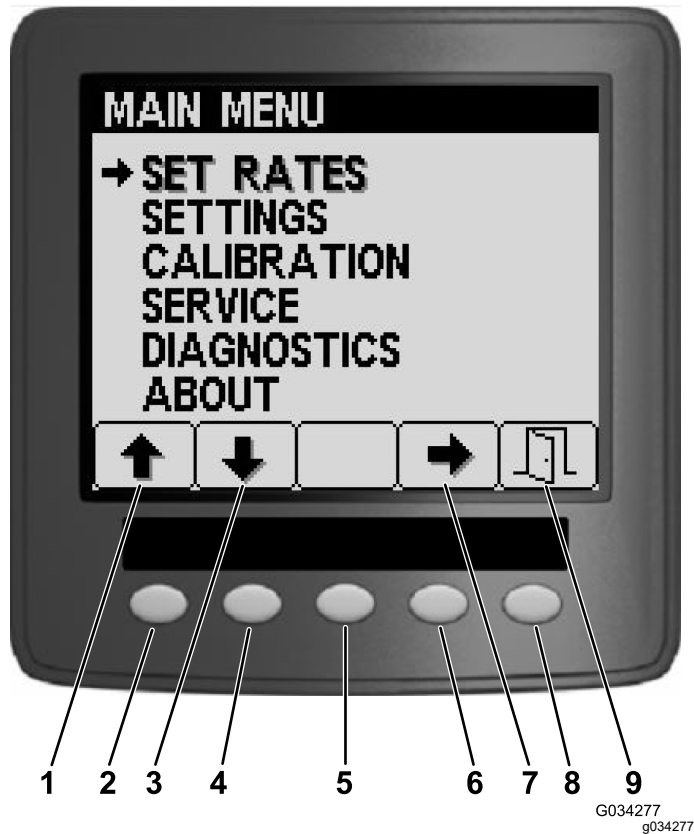 MAIN MENU
SET RATES
SETTINGS
CALIBRATION
SERVICE
DIAGNOSTICS
ABOUT
1 2 3 4 5 6 7 8 9
G034277
g034277